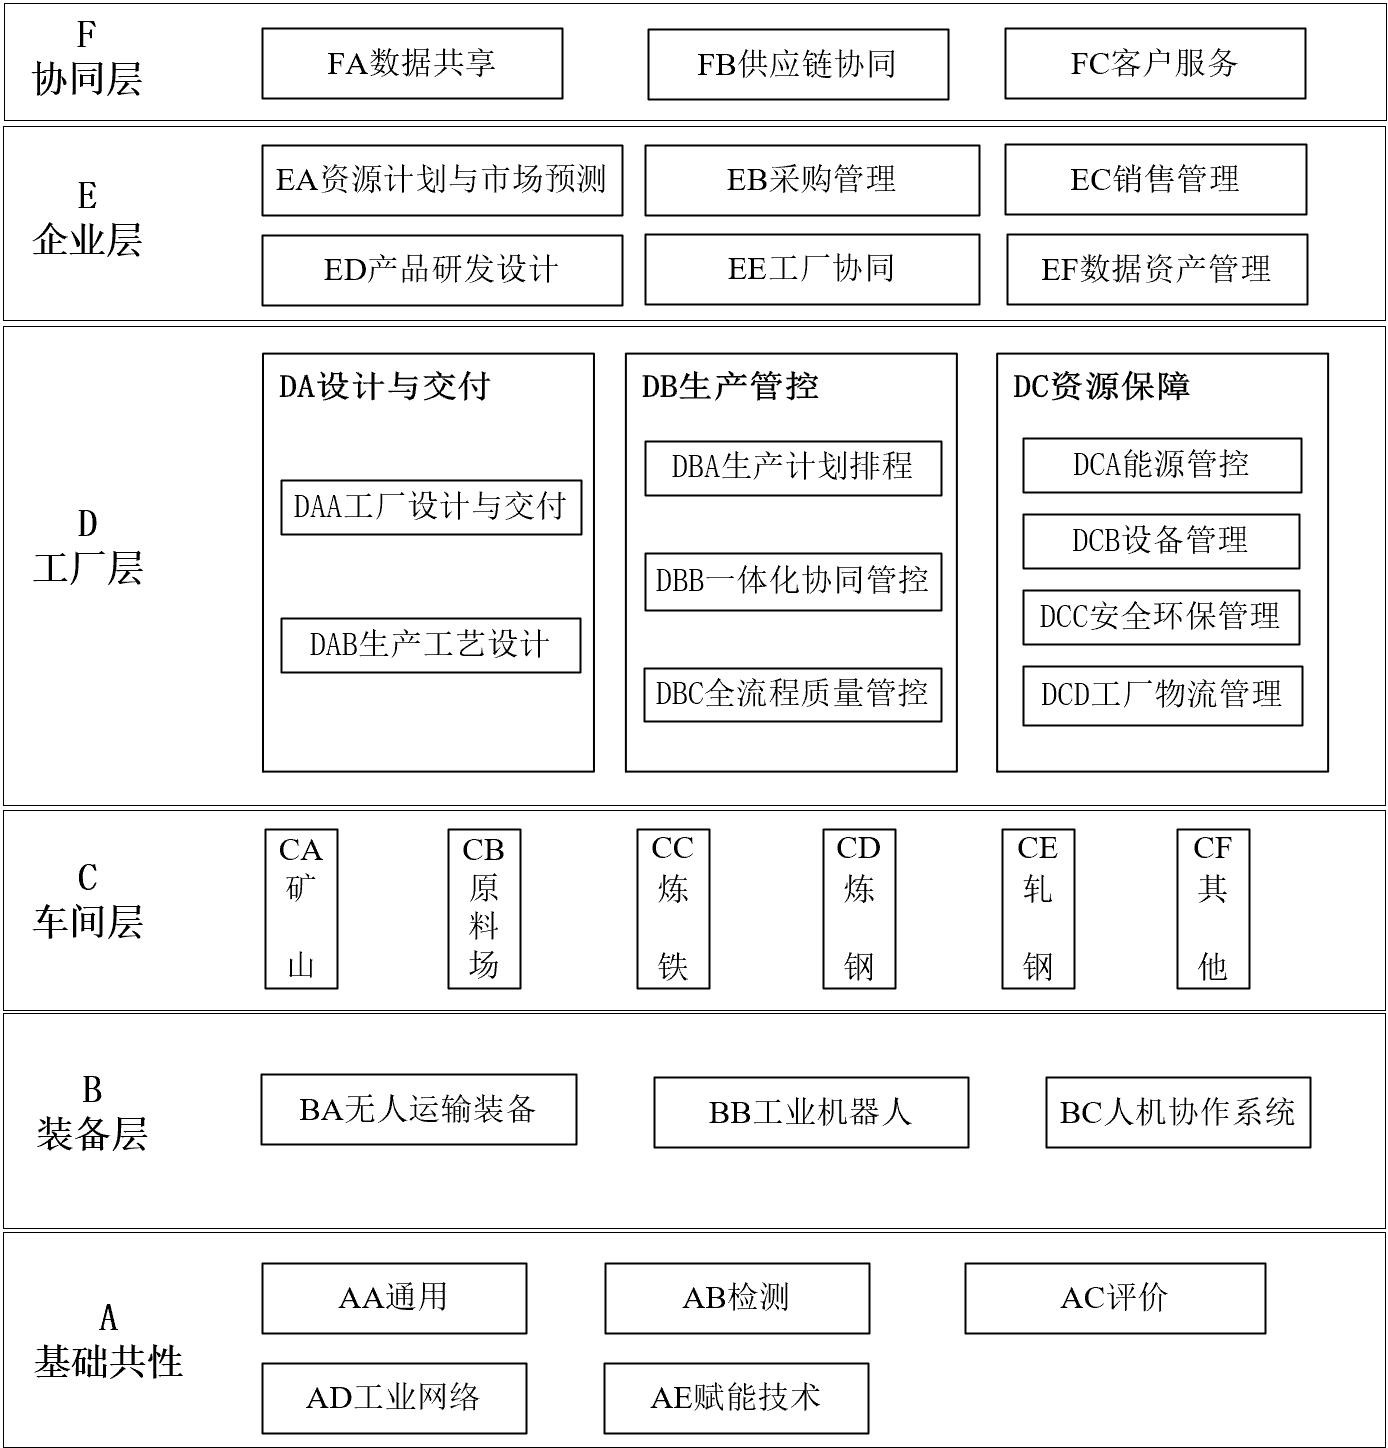 F
协同层
FA数据共享
FB供应链协同
FC客户服务
E
企业层
EA资源计划与市场预测
EB采购管理
EC销售管理
ED产品研发设计
EE工厂协同
EF数据资产管理
D
工厂层
DA设计与交付
DAA工厂设计与交付
DAB生产工艺设计
DB生产管控
DBA生产计划排程
DBB一体化协同管控
DBC全流程质量管控
DC资源保障
DCA能源管控
DCB设备管理
DCC安全环保管理
DCD工厂物流管理
C
车间层
CA
矿
山
CB
原
料
场
CC
炼
铁
CD
炼
钢
CE
轧
钢
CF
其
他
B
装备层
BA无人运输装备
BB工业机器人
BC人机协作系统
A
基础共性
AA通用
AB检测
AC评价
AD工业网络
AE赋能技术